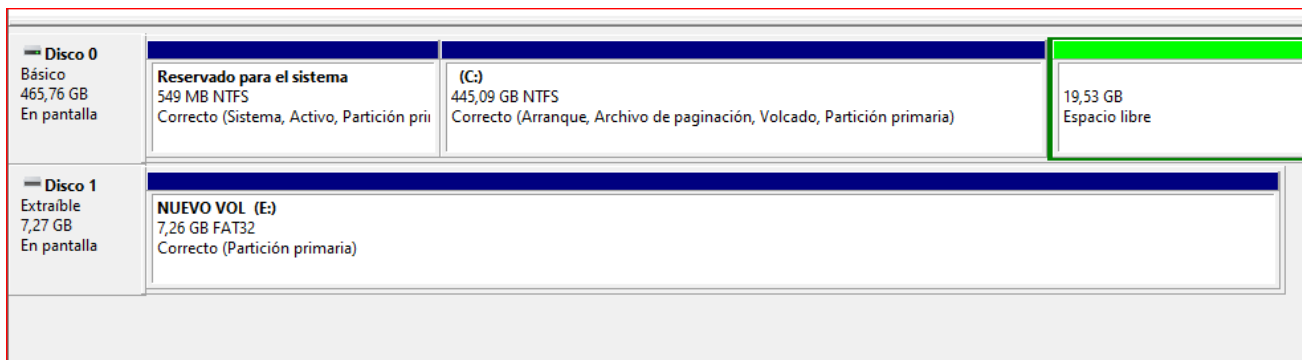 Disco 0
Básico
465,76 GB
En pantalla
Reservado para el sistema
549 MB NTFS
Correcto (Sistema, Activo, Partición
(C:)
445,09 GB NTFS
Correcto (Arranque, Archivo de paginación, Volcado, Partición primaria)
19,53 GB
Espacio libre
Disco 1
Extraíble
7,27 GB
En pantalla
NUEVO VOL (E:)
7,26 GB FAT32
Correcto (Partición primaria)